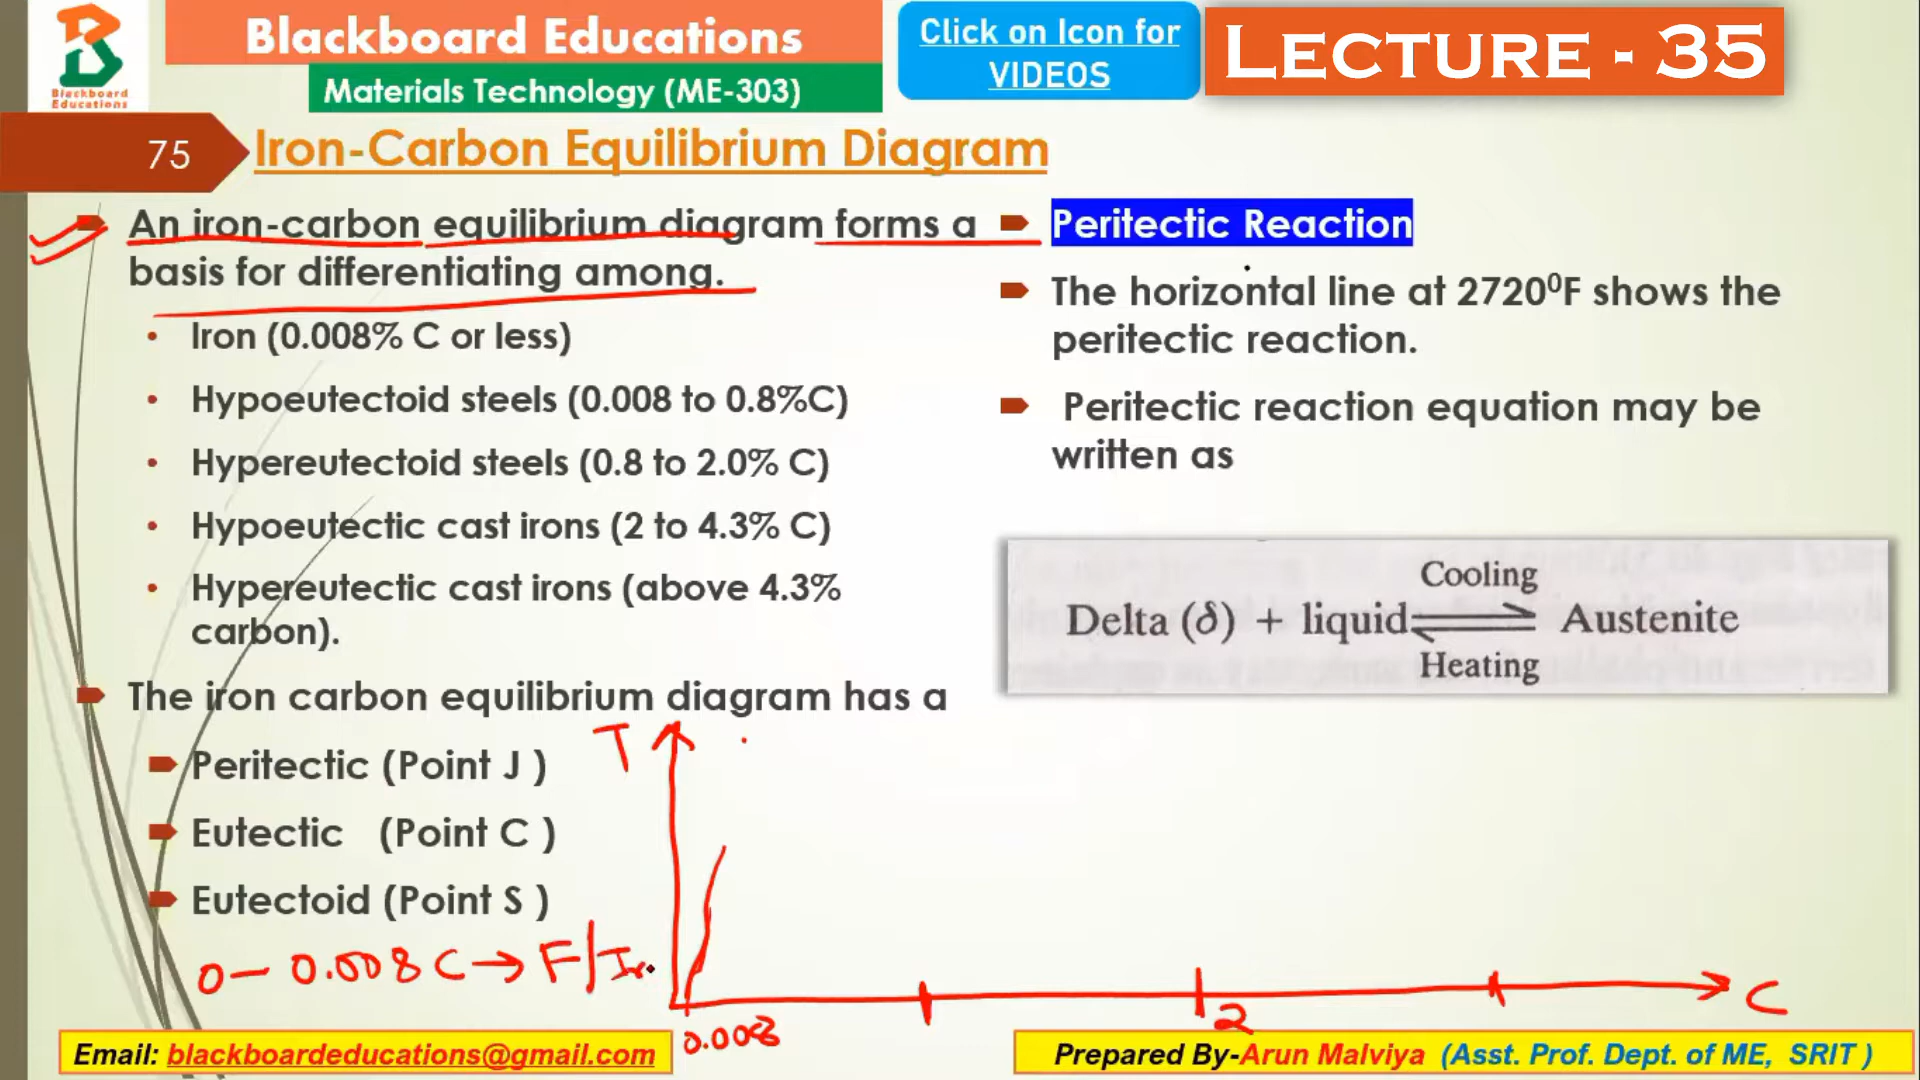 Blackboard Educations
Blackboard Educations
Materials Technology (ME-303)
Click on Icon for
VIDEOS
LECTURE - 35
75
Iron-Carbon Equilibrium Diagram
An iron-carbon equilibrium diagram forms a
basis for differentiating among.
Iron (0.008% C or less)
Hypoeutectoid steels (0.008 to 0.8%C)
Hypereutectoid steels (0.8 to 2.0% C)
Hypoeutectic cast irons (2 to 4.3% C)
Hypereutectic cast irons (above 4.3%
carbon).
The iron carbon equilibrium diagram has a
Peritectic (Point J )
Eutectic (Point C )
Eutectoid (Point S )
0 – 0.008 C → F/Ir
T
0.008
2
C
Peritectic Reaction
The horizontal line at 2720⁰F shows the
peritectic reaction.
Peritectic reaction equation may be
written as
Cooling
Delta (δ) + liquid ⇌ Austenite
Heating
Email: blackboardeducations@gmail.com
Prepared By-Arun Malviya (Asst. Prof. Dept. of ME, SRIT )